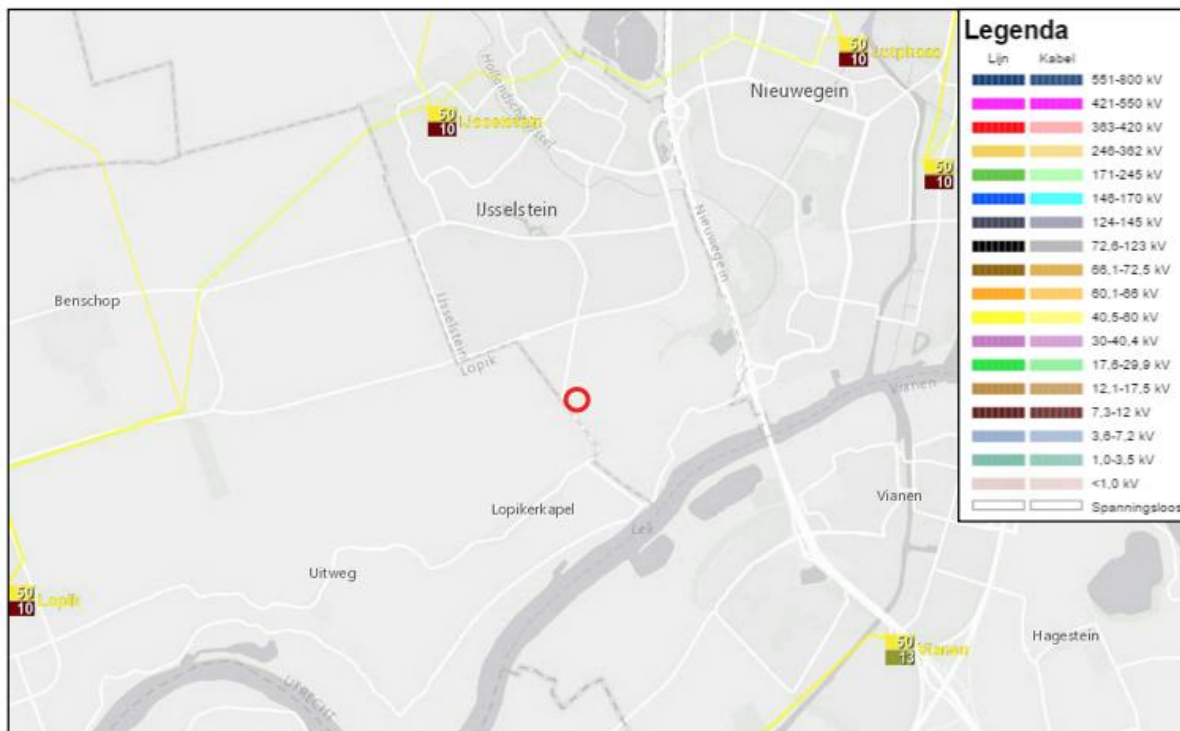 Legenda
Lijn Kabel
551-800 kV
421-550 kV
363-420 kV
246-362 kV
171-245 kV
146-170 kV
124-145 kV
72,6-123 kV
66,1-72,5 kV
60,1-66 kV
40,5-60 kV
30-40,4 kV
17,6-29,9 kV
12,1-17,5 kV
7,3-12 kV
3,6-7,2 kV
1,0-3,5 kV
<1,0 kV
Spanningsloos
50
10
50
10
IJsselstein
Nieuwegein
10
IJsselstein
Nieuwegein
Benschop
IJsselstein
Lopik
Vianen
Lopikerkapel
Lek
Vianen
Uitweg
50
10
Lopik
Hagestein
50
13
Vianen
UTRECHT